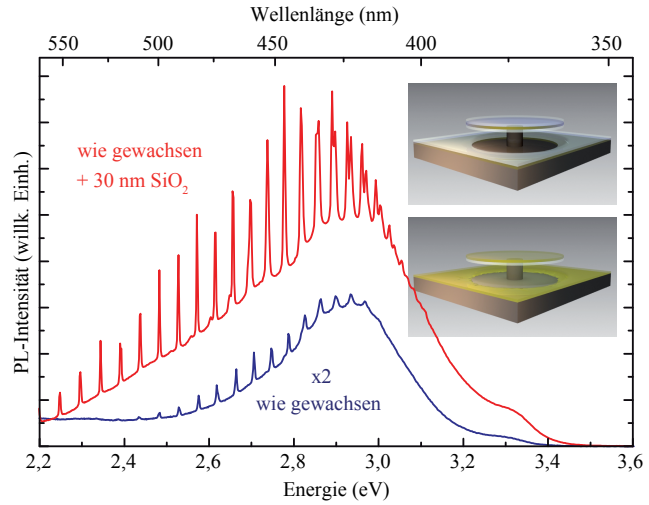 Wellenlänge (nm)
550 500 450 400 350
wie gewachsen
+ 30 nm SiO₂
PL-Intensität (willk. Einh.)
x2
wie gewachsen
2,2 2,4 2,6 2,8 3,0 3,2 3,4 3,6
Energie (eV)